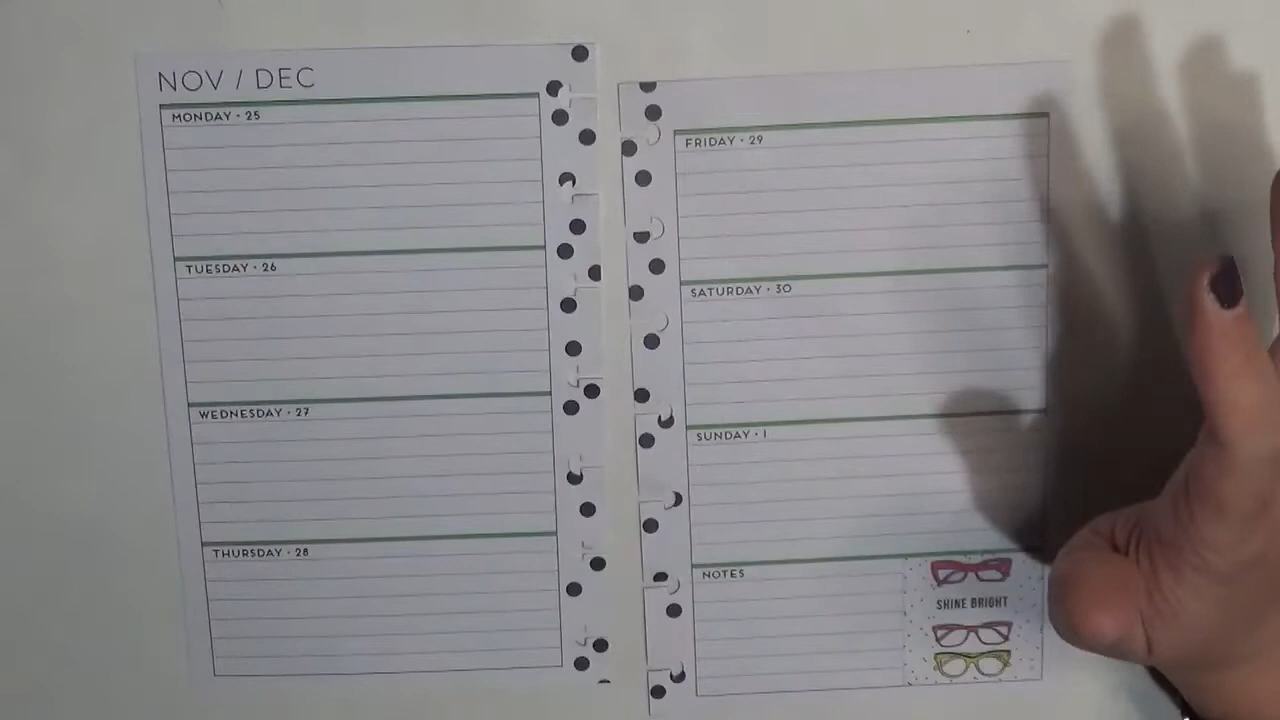 NOV / DEC
MONDAY • 25
TUESDAY • 26
WEDNESDAY • 27
THURSDAY • 28
FRIDAY • 29
SATURDAY • 30
SUNDAY • 1
NOTES
SHINE BRIGHT